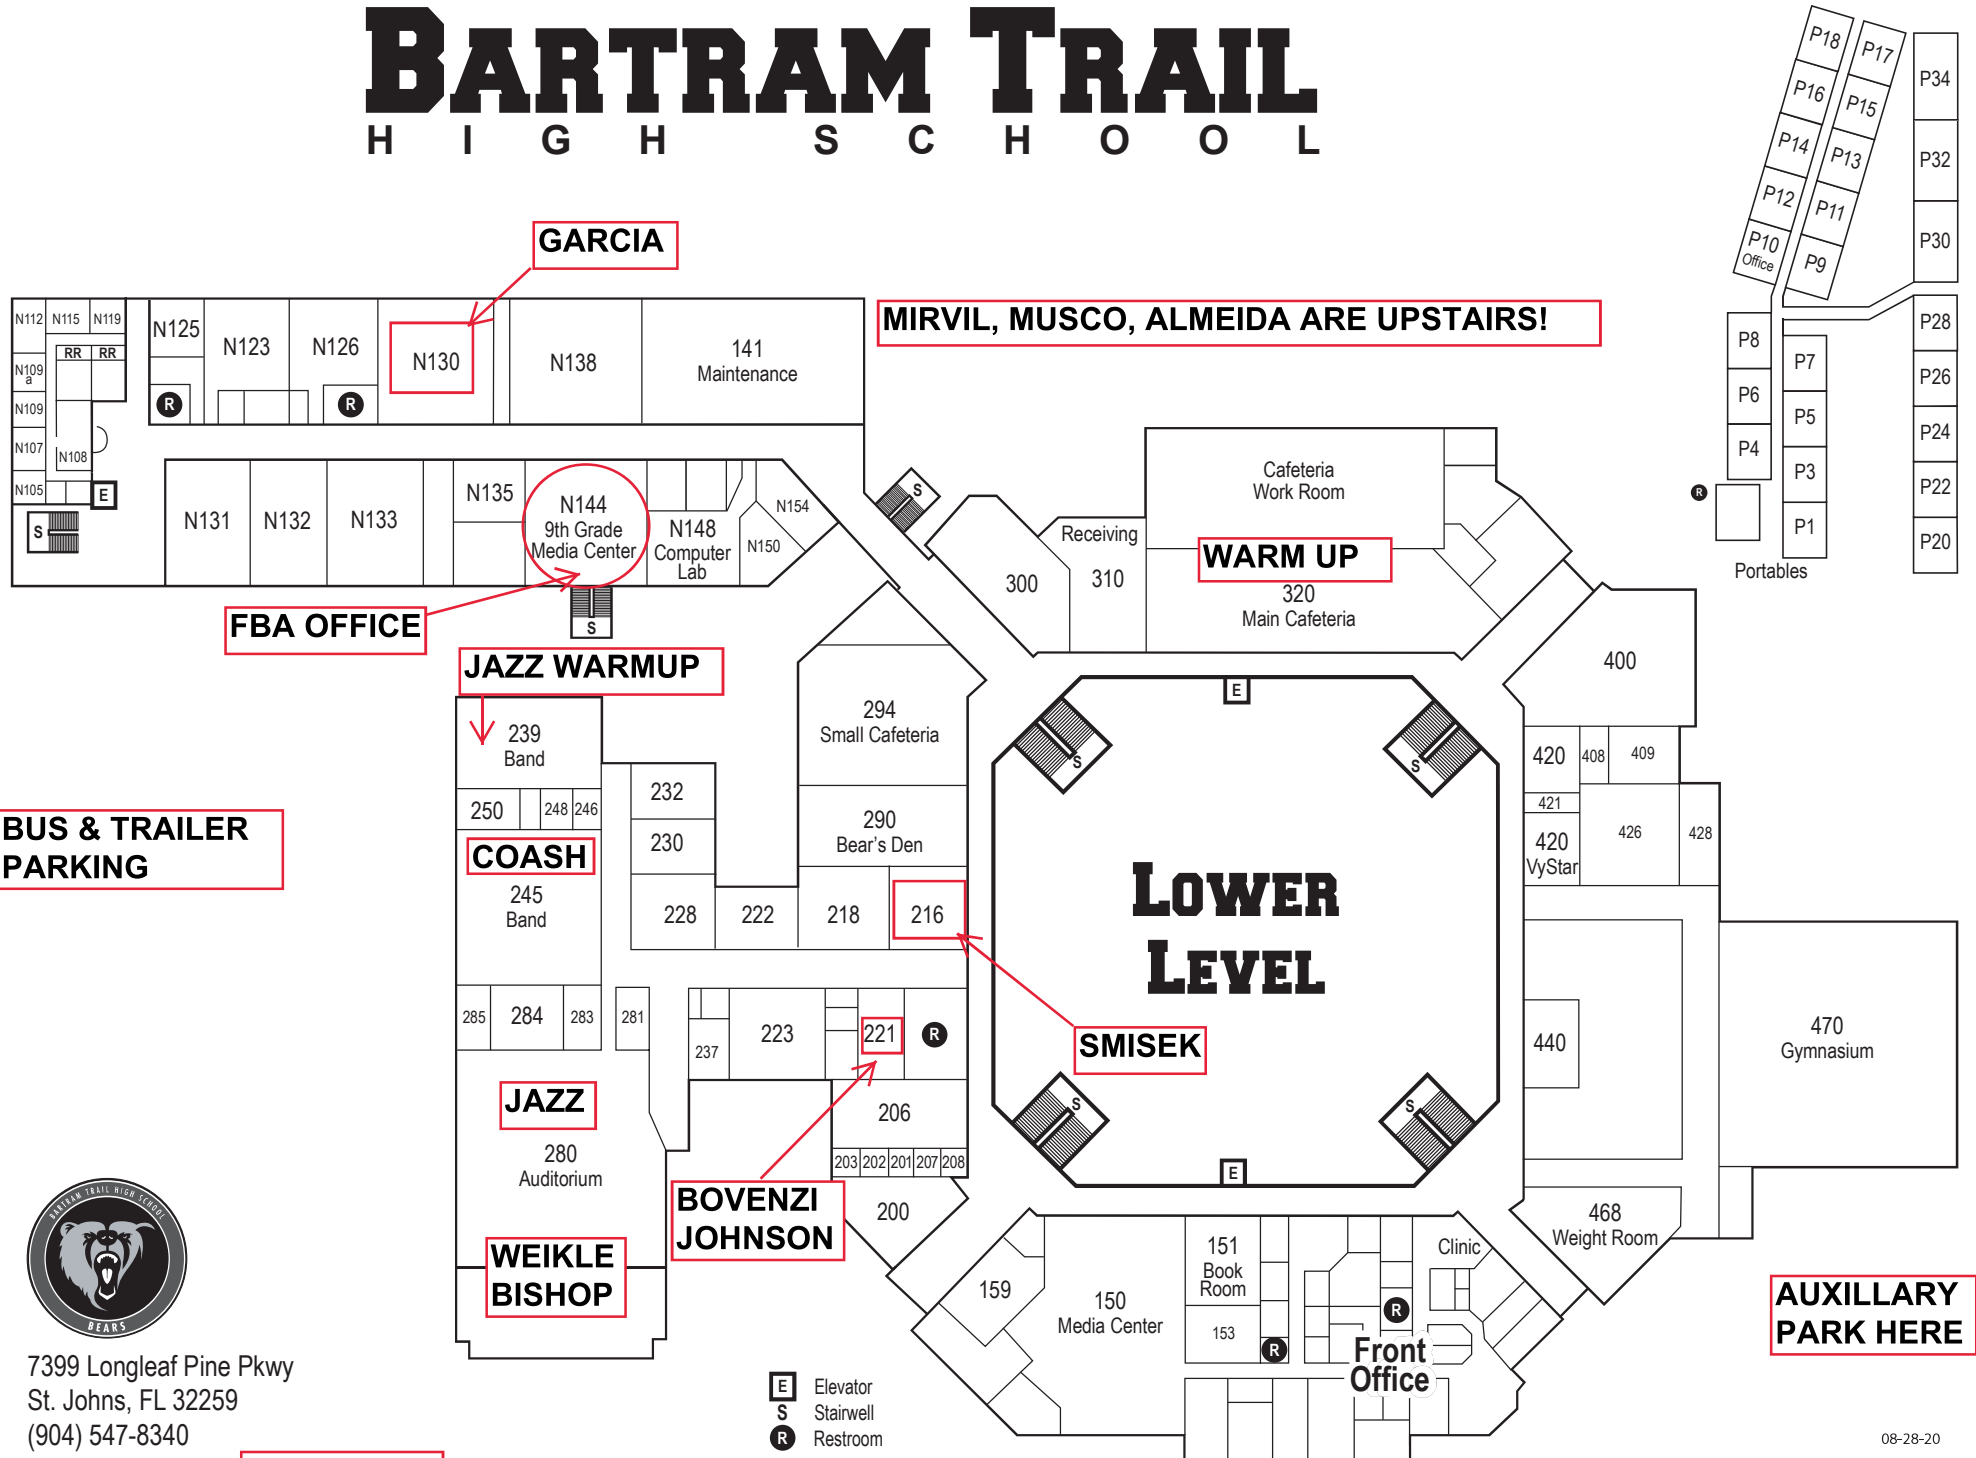 BARTRAM TRAIL
HIGH SCHOOL
P18
P17
P34
P16
P15
P14
P13
P32
P12
P11
P30
P10
Office
P9
GARCIA
MIRVIL, MUSCO, ALMEIDA ARE UPSTAIRS!
N112
N115
N119
RR
RR
N109
a
N109
N107
N108
N105
E
S
N125
R
N123
N126
R
N130
N138
141
Maintenance
P8
P7
P28
P6
P26
P5
P4
P24
P3
P22
R
P1
P20
Portables
N131
N132
N133
N135
N144
9th Grade
Media Center
N148
Computer
Lab
N154
N150
S
S
FBA OFFICE
Cafeteria
Work Room
Receiving
300
310
WARM UP
320
Main Cafeteria
400
JAZZ WARMUP
239
Band
250
248
246
232
230
COASH
245
Band
228
222
218
216
294
Small Cafeteria
290
Bear's Den
E
S
S
420
408
409
421
420
VyStar
426
428
BUS & TRAILER
PARKING
LOWER
LEVEL
285
284
283
281
237
223
221
R
SMISEK
440
470
Gymnasium
JAZZ
280
Auditorium
206
203
202
201
207
208
200
S
S
E
BOVENZI
JOHNSON
WEIKLE
BISHOP
468
Weight Room
159
150
Media Center
151
Book
Room
153
R
R
Clinic
Front
Office
AUXILLARY
PARK HERE
BARTRAM TRAIL HIGH SCHOOL
BEARS
7399 Longleaf Pine Pkwy
St. Johns, FL 32259
(904) 547-8340
E Elevator
S Stairwell
R Restroom
08-28-20